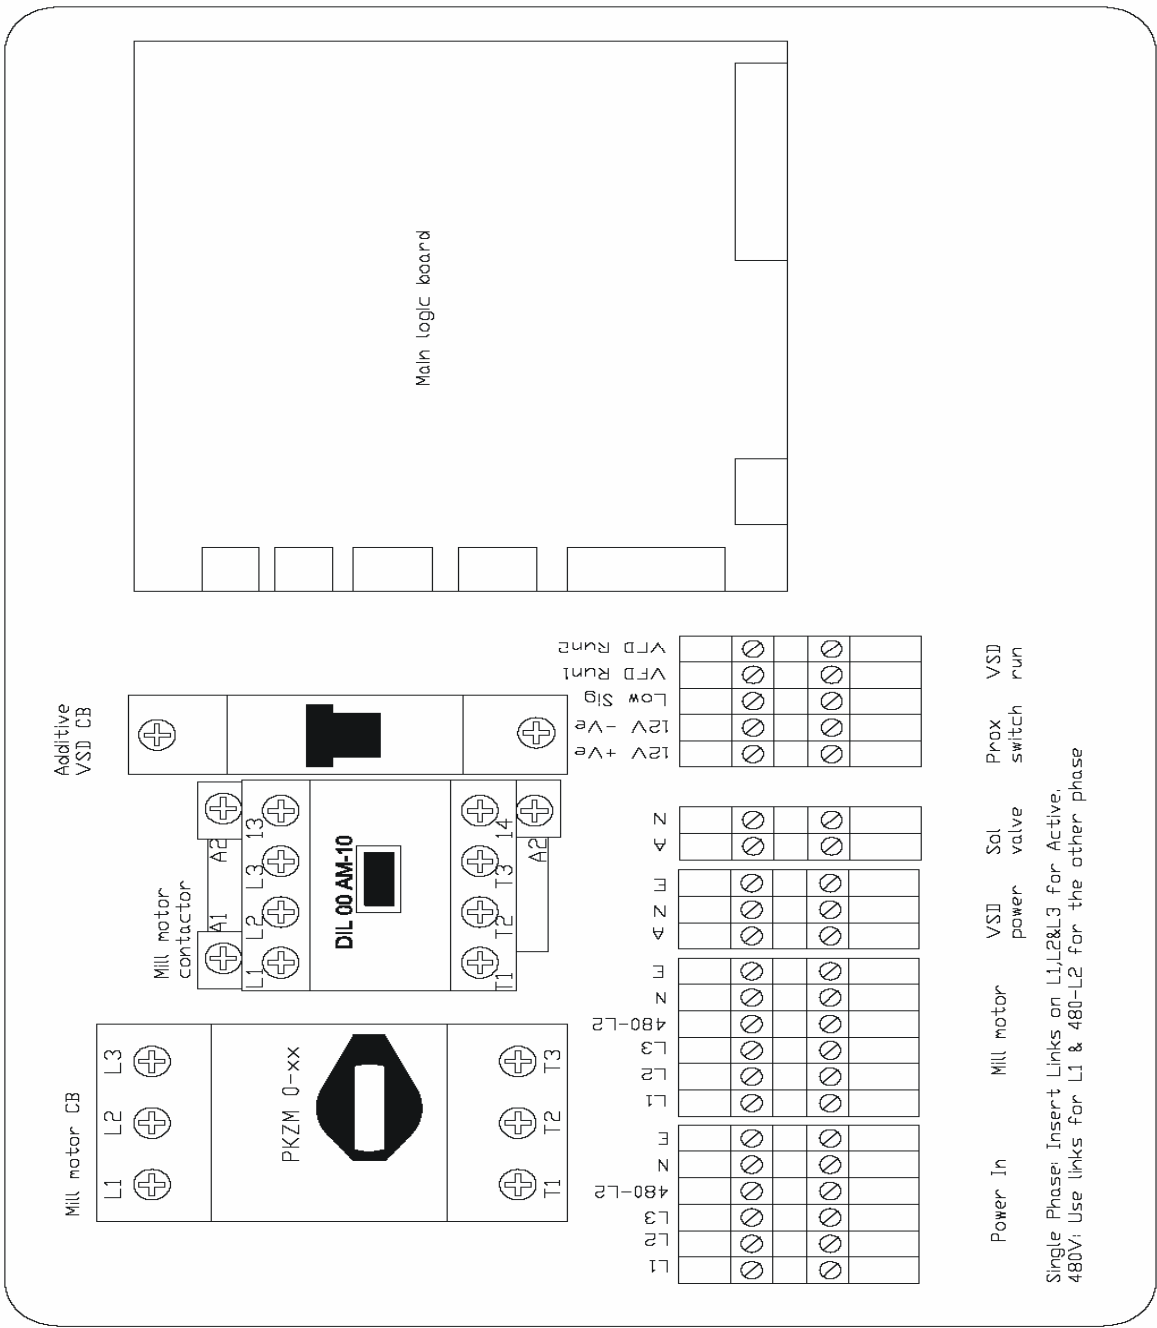 Mill motor CB
L1
L2
L3
PKZM 0-xx
T1
T2
T3
Mill motor
contactor
A1
A2
L1
L2
L3
13
DIL 00 AM-10
T1
T2
T3
14
A2
Additive
VSD CB
Main logic board
L1
L2
L3
480-L2
N
E
L1
L2
L3
480-L2
N
E
A
N
E
A
N
12V +Ve
12V -Ve
Low Sig
VFD Run1
VFD Run2
Power In
Mill motor
VSD
power
Sol
valve
Prox
switch
VSD
run
Single Phase: Insert Links on L1,L2&L3 for Active.
480V: Use links for L1 & 480-L2 for the other phase